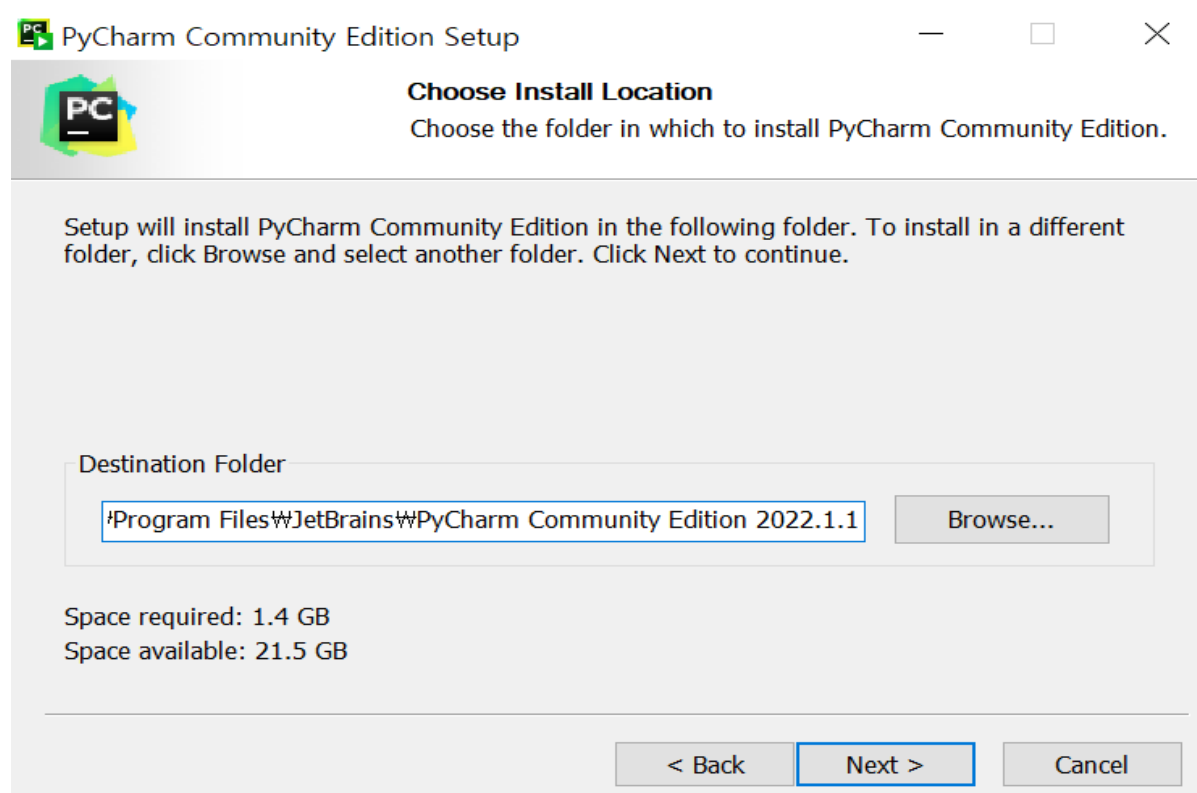 PyCharm Community Edition Setup
PC
Choose Install Location
Choose the folder in which to install PyCharm Community Edition.
Setup will install PyCharm Community Edition in the following folder. To install in a different
folder, click Browse and select another folder. Click Next to continue.
Destination Folder
Program Files₩JetBrains₩PyCharm Community Edition 2022.1.1
Browse...
Space required: 1.4 GB
Space available: 21.5 GB
< Back
Next >
Cancel